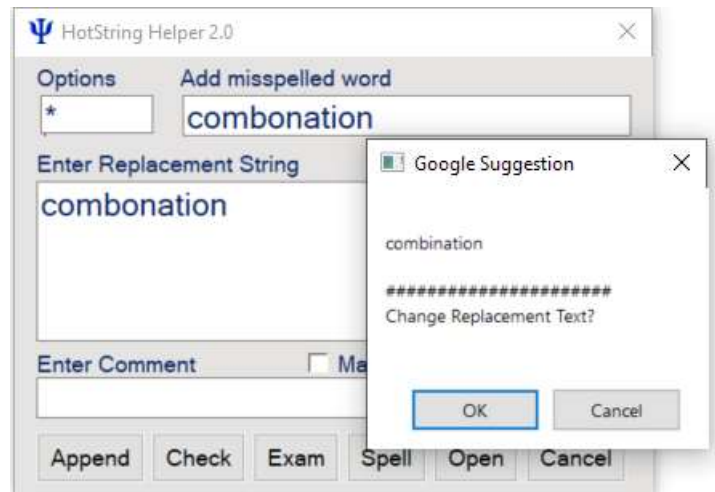 Ψ HotString Helper 2.0
Options Add misspelled word
* combonation
Enter Replacement String
combonation
Google Suggestion
combination
######################
Change Replacement Text?
OK Cancel
Enter Comment
Append Check Exam Spell Open Cancel